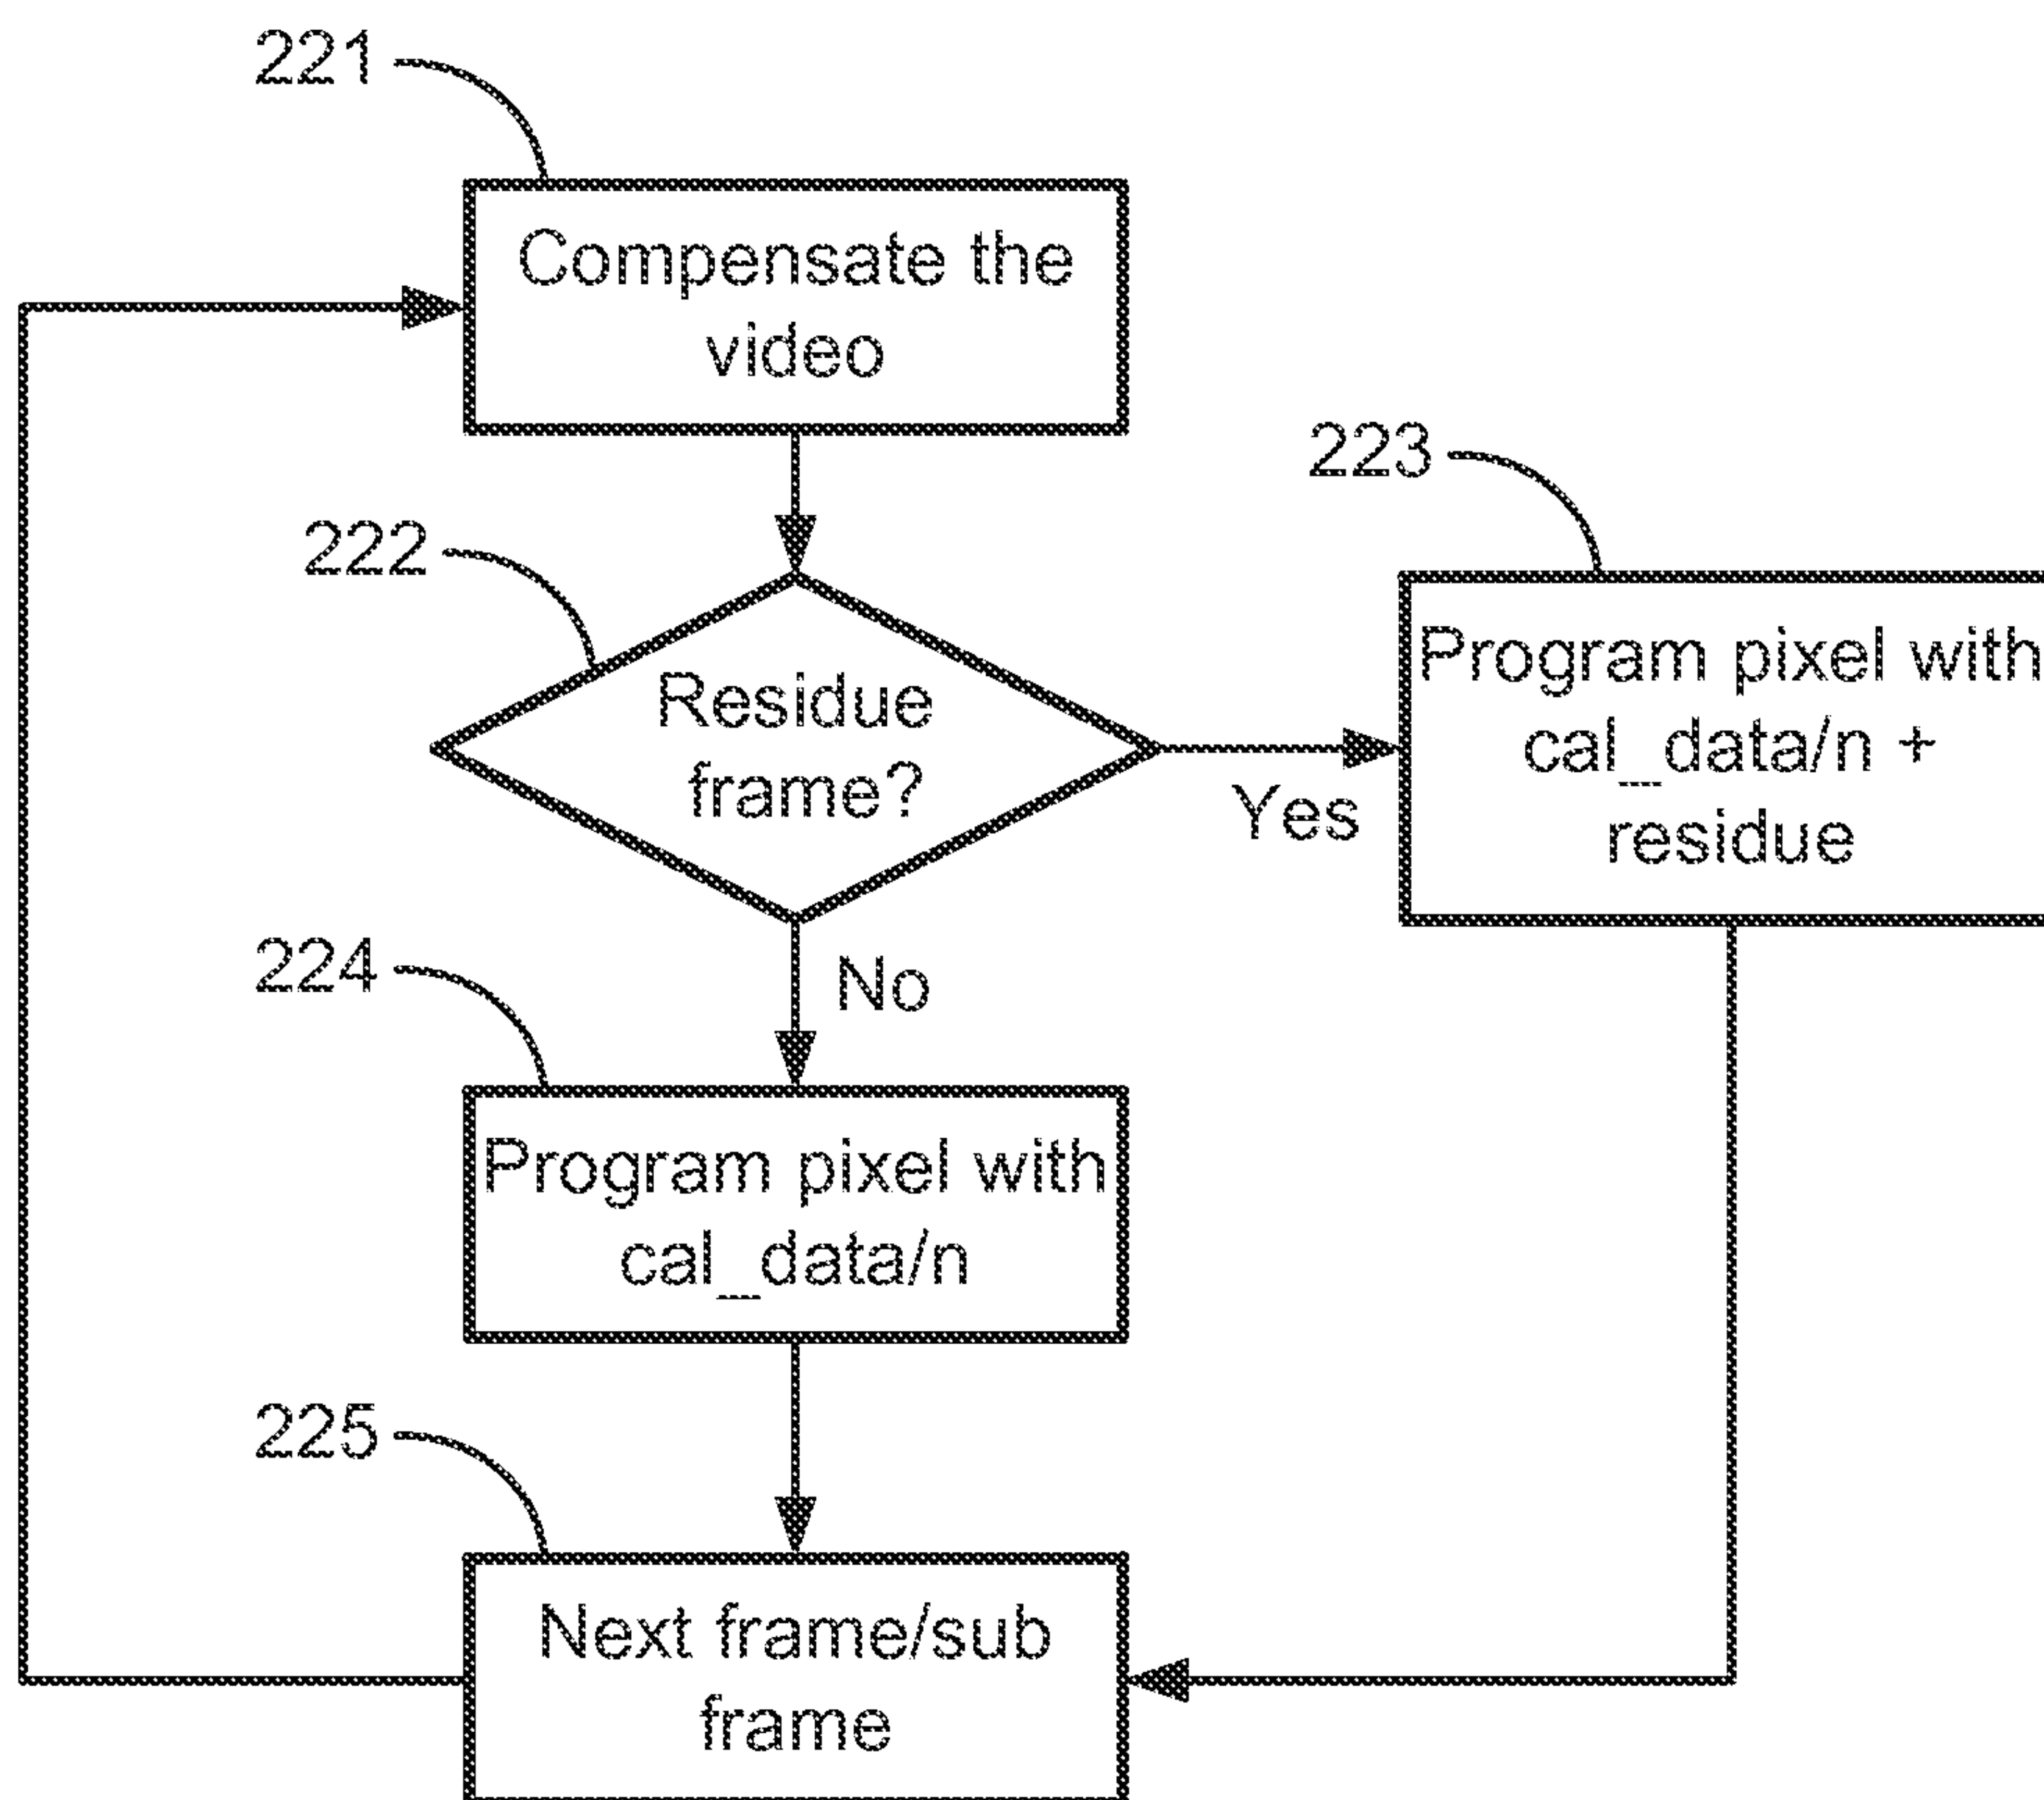 221
Compensate the
video
222
Residue
frame?
Yes
223
Program pixel with
cal_data/n +
residue
No
224
Program pixel with
cal_data/n
225
Next frame/sub
frame